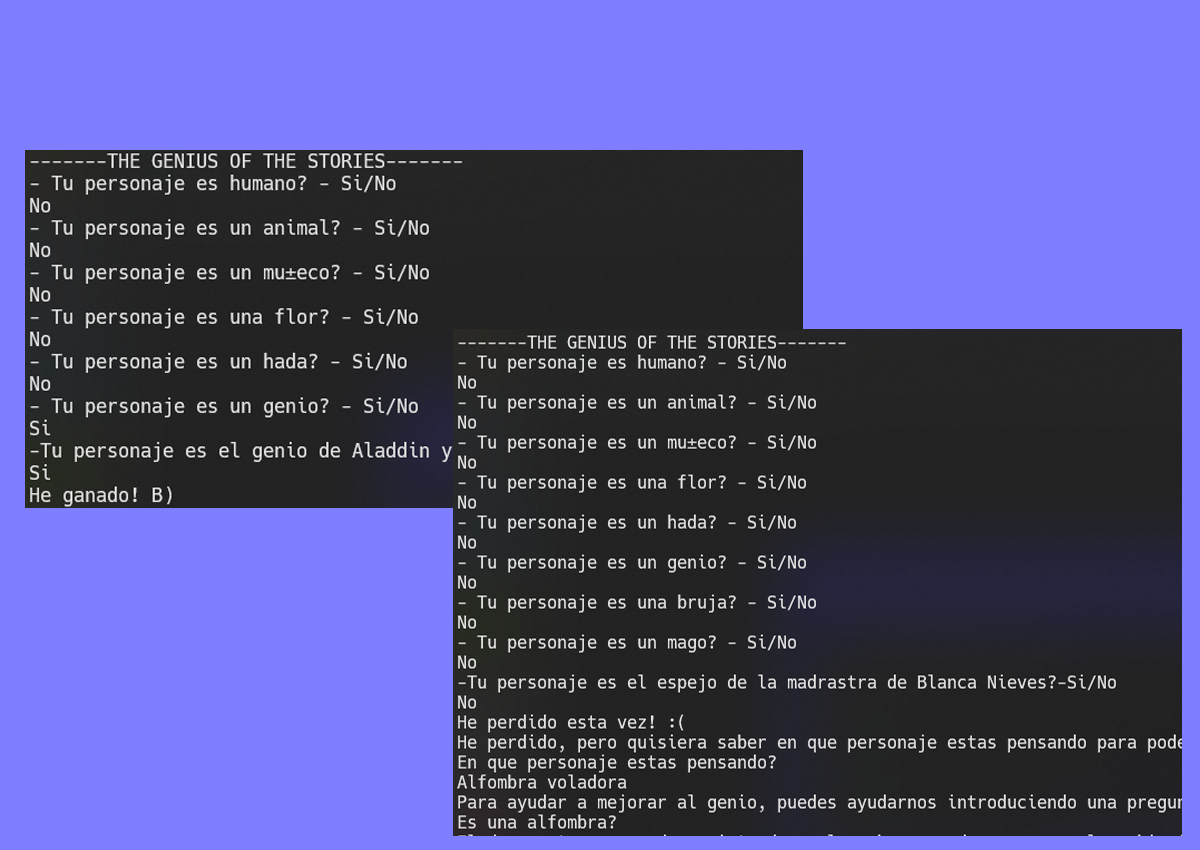 -------THE GENIUS OF THE STORIES-------
- Tu personaje es humano? - Si/No
No
- Tu personaje es un animal? - Si/No
No
- Tu personaje es un mu±eco? - Si/No
No
- Tu personaje es una flor? - Si/No
No
- Tu personaje es un hada? - Si/No
No
- Tu personaje es un genio? - Si/No
Si
-Tu personaje es el genio de Aladdin y
Si
He ganado! B)
-------THE GENIUS OF THE STORIES-------
- Tu personaje es humano? - Si/No
No
- Tu personaje es un animal? - Si/No
No
- Tu personaje es un mu±eco? - Si/No
No
- Tu personaje es una flor? - Si/No
No
- Tu personaje es un hada? - Si/No
No
- Tu personaje es un genio? - Si/No
No
- Tu personaje es una bruja? - Si/No
No
- Tu personaje es un mago? - Si/No
No
-Tu personaje es el espejo de la madrastra de Blanca Nieves?-Si/No
No
He perdido esta vez! :(
He perdido, pero quisiera saber en que personaje estas pensando para pode
En que personaje estas pensando?
Alfombra voladora
Para ayudar a mejorar al genio, puedes ayudarnos introduciendo una pregun
Es una alfombra?